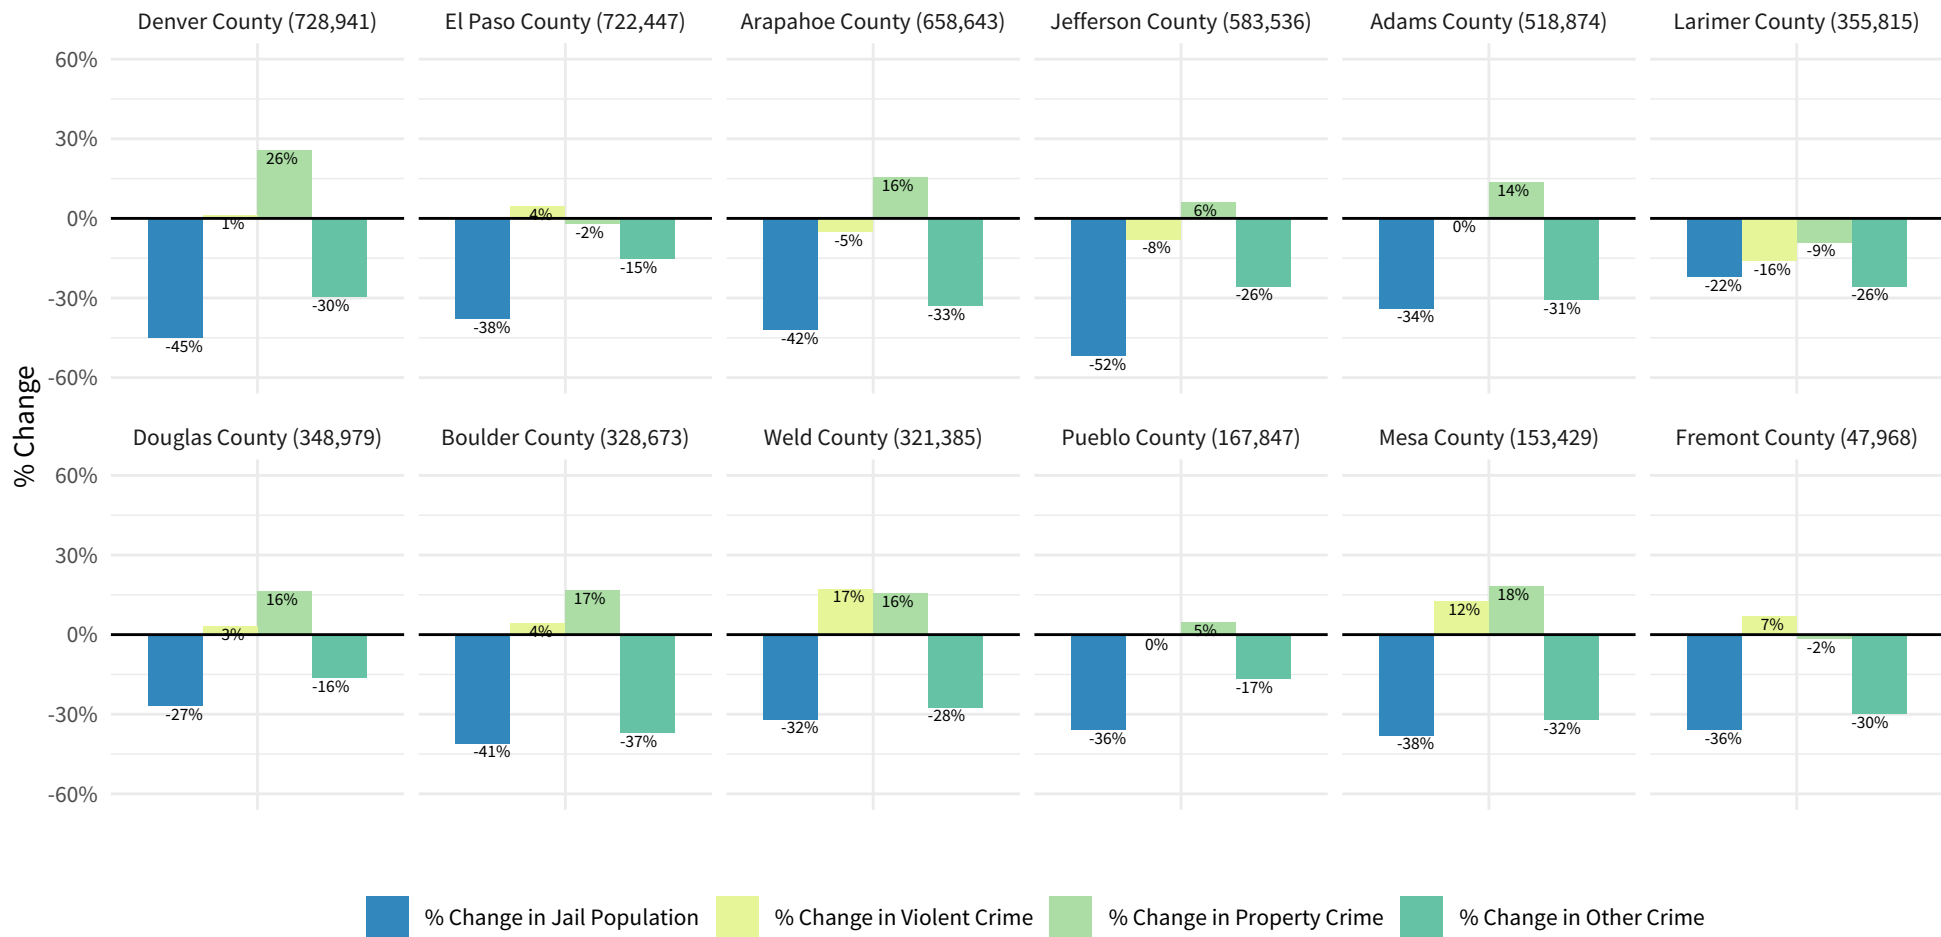 Denver County (728,941) El Paso County (722,447) Arapahoe County (658,643) Jefferson County (583,536) Adams County (518,874) Larimer County (355,815)
60%
30%
0%
-30%
-60%
-45% 1% 26% -30%
-38% 4% -2% -15%
-42% -5% 16% -33%
-52% -8% 6% -26%
-34% 0% 14% -31%
-22% -16% -9% -26%
% Change
Douglas County (348,979) Boulder County (328,673) Weld County (321,385) Pueblo County (167,847) Mesa County (153,429) Fremont County (47,968)
60%
30%
0%
-30%
-60%
-27% 3% 16% -16%
-41% 4% 17% -37%
-32% 17% 16% -28%
-36% 0% 5% -17%
-38% 12% 18% -32%
-36% 7% -2% -30%
% Change in Jail Population % Change in Violent Crime % Change in Property Crime % Change in Other Crime